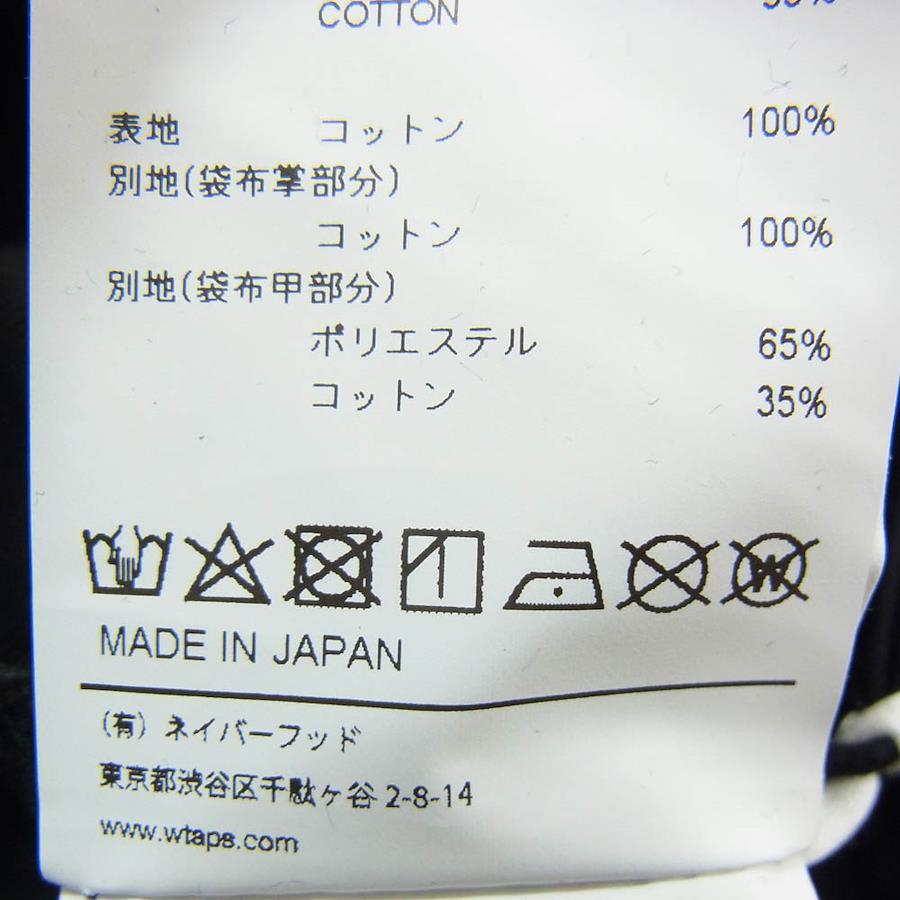 COTTON 35%
表地 コットン 100%
別地(袋布掌部分)
コットン 100%
別地(袋布甲部分)
ポリエステル 65%
コットン 35%
W
MADE IN JAPAN
(有) ネイバーフッド
東京都渋谷区千駄ヶ谷 2-8-14
www.wtaps.com